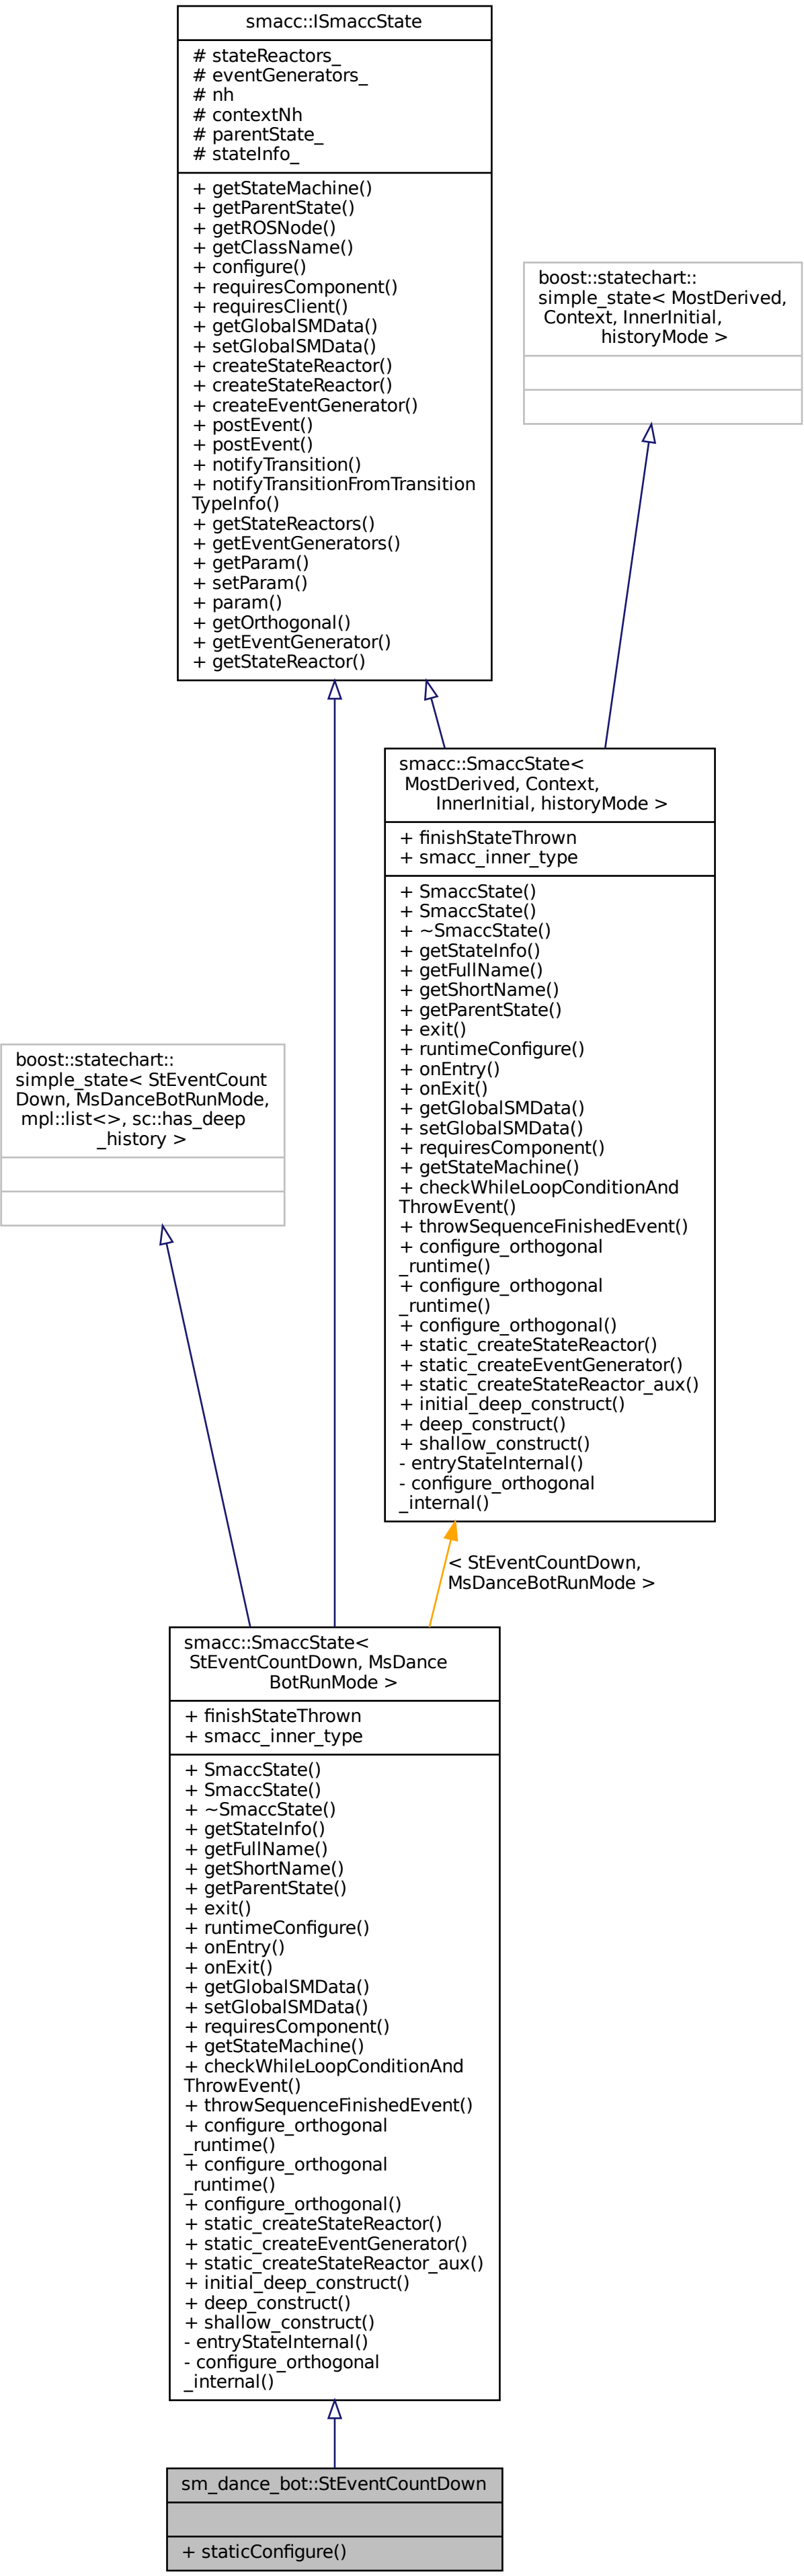 smacc::ISmaccState
# stateReactors_
# eventGenerators_
# nh
# contextNh
# parentState_
# stateInfo_
+ getStateMachine()
+ getParentState()
+ getROSNode()
+ getClassName()
+ configure()
+ requiresComponent()
+ requiresClient()
+ getGlobalSMData()
+ setGlobalSMData()
+ createStateReactor()
+ createStateReactor()
+ createEventGenerator()
+ postEvent()
+ postEvent()
+ notifyTransition()
+ notifyTransitionFromTransition
TypeInfo()
+ getStateReactors()
+ getEventGenerators()
+ getParam()
+ setParam()
+ param()
+ getOrthogonal()
+ getEventGenerator()
+ getStateReactor()
boost::statechart::
simple_state< MostDerived,
Context, InnerInitial,
historyMode >
smacc::SmaccState<
MostDerived, Context,
InnerInitial, historyMode >
+ finishStateThrown
+ smacc_inner_type
+ SmaccState()
+ SmaccState()
+ ~SmaccState()
+ getStateInfo()
+ getFullName()
+ getShortName()
+ getParentState()
+ exit()
+ runtimeConfigure()
+ onEntry()
+ onExit()
+ getGlobalSMData()
+ setGlobalSMData()
+ requiresComponent()
+ getStateMachine()
+ checkWhileLoopConditionAnd
ThrowEvent()
+ throwSequenceFinishedEvent()
+ configure_orthogonal
_runtime()
+ configure_orthogonal
_runtime()
+ configure_orthogonal()
+ static_createStateReactor()
+ static_createEventGenerator()
+ static_createStateReactor_aux()
+ initial_deep_construct()
+ deep_construct()
+ shallow_construct()
- entryStateInternal()
- configure_orthogonal
_internal()
boost::statechart::
simple_state< StEventCount
Down, MsDanceBotRunMode,
mpl::list<>, sc::has_deep
_history >
< StEventCountDown,
MsDanceBotRunMode >
smacc::SmaccState<
StEventCountDown, MsDance
BotRunMode >
+ finishStateThrown
+ smacc_inner_type
+ SmaccState()
+ SmaccState()
+ ~SmaccState()
+ getStateInfo()
+ getFullName()
+ getShortName()
+ getParentState()
+ exit()
+ runtimeConfigure()
+ onEntry()
+ onExit()
+ getGlobalSMData()
+ setGlobalSMData()
+ requiresComponent()
+ getStateMachine()
+ checkWhileLoopConditionAnd
ThrowEvent()
+ throwSequenceFinishedEvent()
+ configure_orthogonal
_runtime()
+ configure_orthogonal
_runtime()
+ configure_orthogonal()
+ static_createStateReactor()
+ static_createEventGenerator()
+ static_createStateReactor_aux()
+ initial_deep_construct()
+ deep_construct()
+ shallow_construct()
- entryStateInternal()
- configure_orthogonal
_internal()
sm_dance_bot::StEventCountDown
+ staticConfigure()